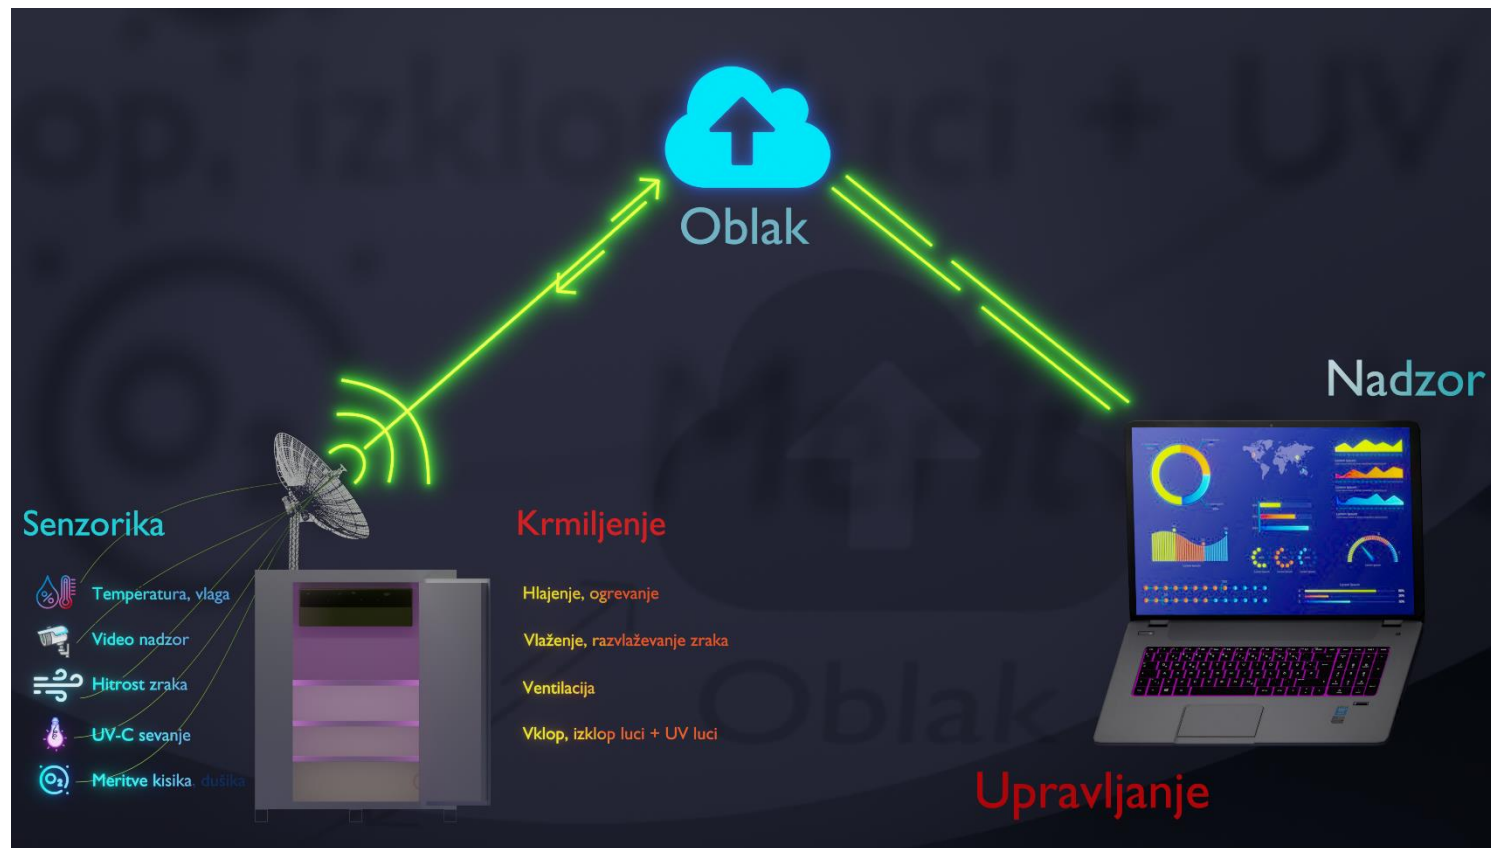 Oblak
Nadzor
Senzorika
Temperatura, vlaga
Video nadzor
Hitrost zraka
UV-C sevanje
Meritve kisika, dušika
Krmiljenje
Hlajenje, ogrevanje
Vlaženje, razvlaževanje zraka
Ventilacija
Vklop, izklop luci + UV luci
Upravljanje